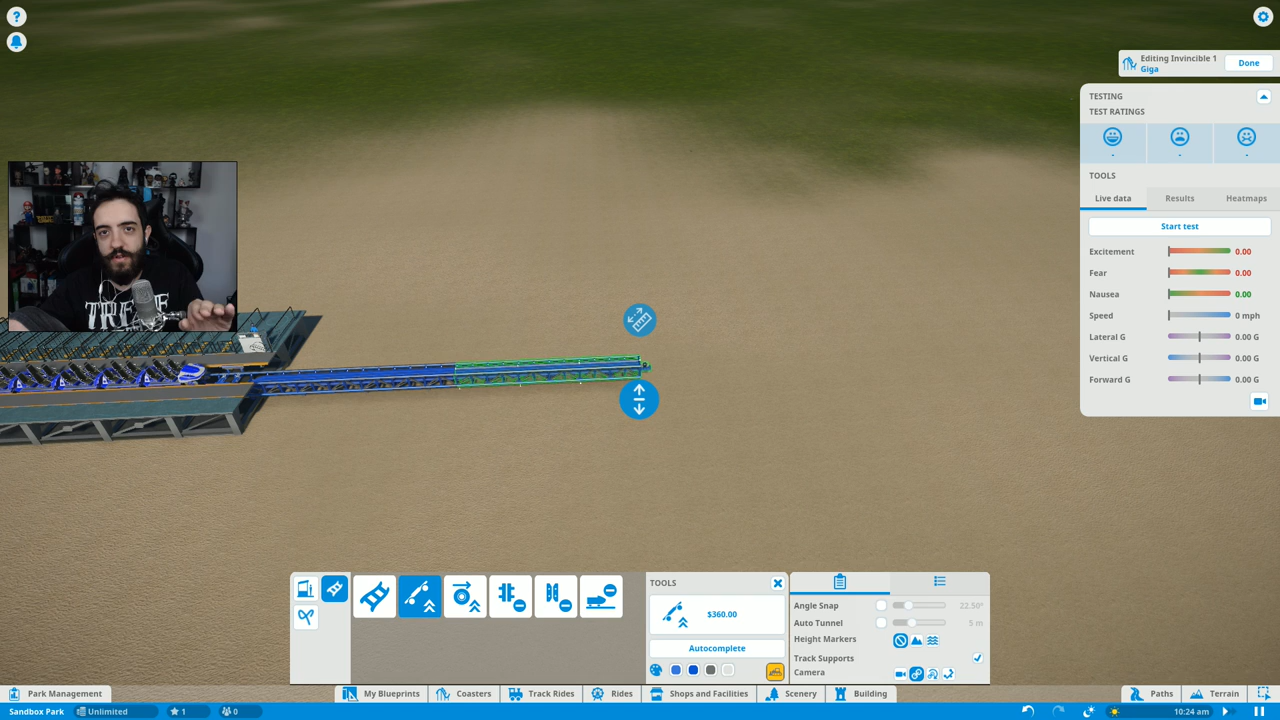 Editing Invincible 1
Giga
Done
TESTING
TEST RATINGS
-
-
-
TOOLS
Live data
Results
Heatmaps
Start test
Excitement
0.00
Fear
0.00
Nausea
0.00
Speed
0 mph
Lateral G
0.00 G
Vertical G
0.00 G
Forward G
0.00 G
TOOLS
$360.00
Autocomplete
Angle Snap
22.50°
Auto Tunnel
5 m
Height Markers
Track Supports
Camera
Park Management
My Blueprints
Coasters
Track Rides
Rides
Shops and Facilities
Scenery
Building
Paths
Terrain
Sandbox Park
Unlimited
1
0
10:24 am